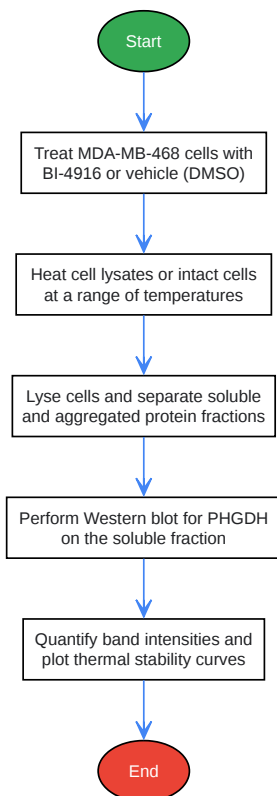 Start
Treat MDA-MB-468 cells with
BI-4916 or vehicle (DMSO)
Heat cell lysates or intact cells
at a range of temperatures
Lyse cells and separate soluble
and aggregated protein fractions
Perform Western blot for PHGDH
on the soluble fraction
Quantify band intensities and
plot thermal stability curves
End